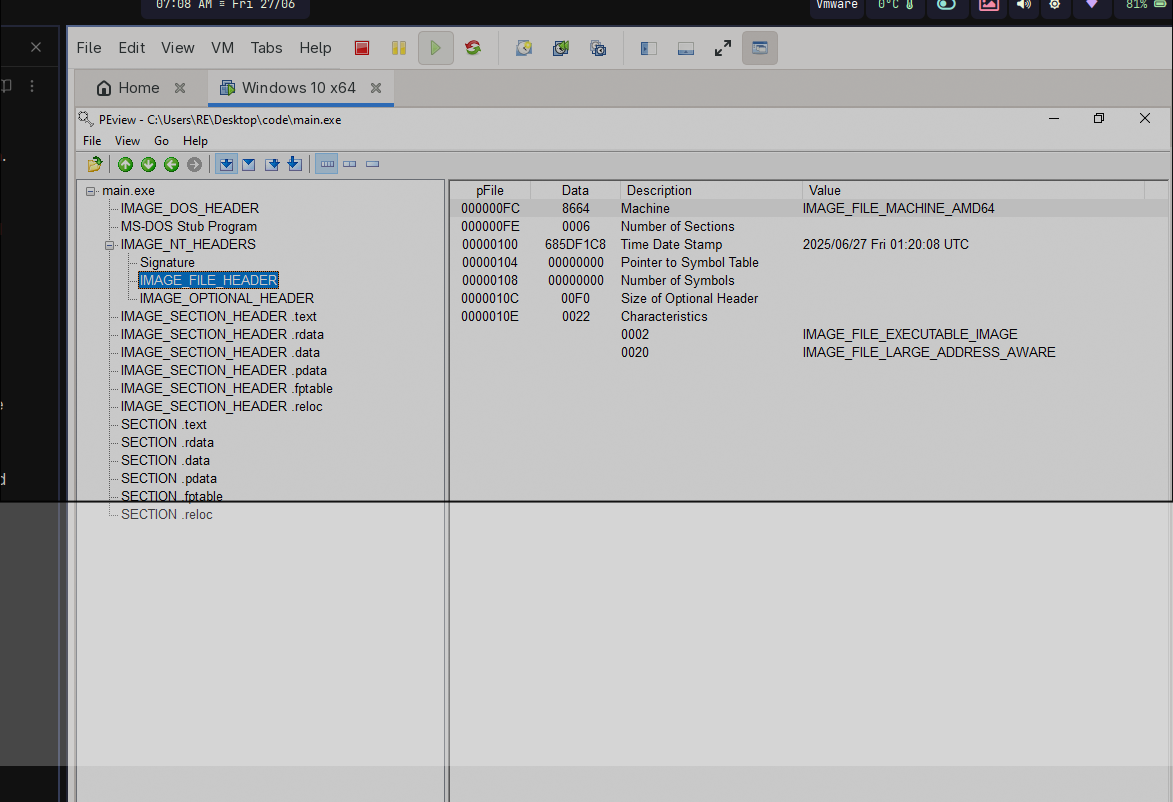 07:08 AM = Fri 27/06 Vmware 0°C 81%
File Edit View VM Tabs Help
Home Windows 10 x64
PEview - C:\Users\RE\Desktop\code\main.exe
File View Go Help
main.exe
IMAGE_DOS_HEADER
MS-DOS Stub Program
IMAGE_NT_HEADERS
Signature
IMAGE_FILE_HEADER
IMAGE_OPTIONAL_HEADER
IMAGE_SECTION_HEADER .text
IMAGE_SECTION_HEADER .rdata
IMAGE_SECTION_HEADER .data
IMAGE_SECTION_HEADER .pdata
IMAGE_SECTION_HEADER .fptable
IMAGE_SECTION_HEADER .reloc
SECTION .text
SECTION .rdata
SECTION .data
SECTION .pdata
SECTION .fptable
SECTION .reloc
pFile Data Description Value
000000FC 8664 Machine IMAGE_FILE_MACHINE_AMD64
000000FE 0006 Number of Sections
00000100 685DF1C8 Time Date Stamp 2025/06/27 Fri 01:20:08 UTC
00000104 00000000 Pointer to Symbol Table
00000108 00000000 Number of Symbols
0000010C 00F0 Size of Optional Header
0000010E 0022 Characteristics
0002 IMAGE_FILE_EXECUTABLE_IMAGE
0020 IMAGE_FILE_LARGE_ADDRESS_AWARE